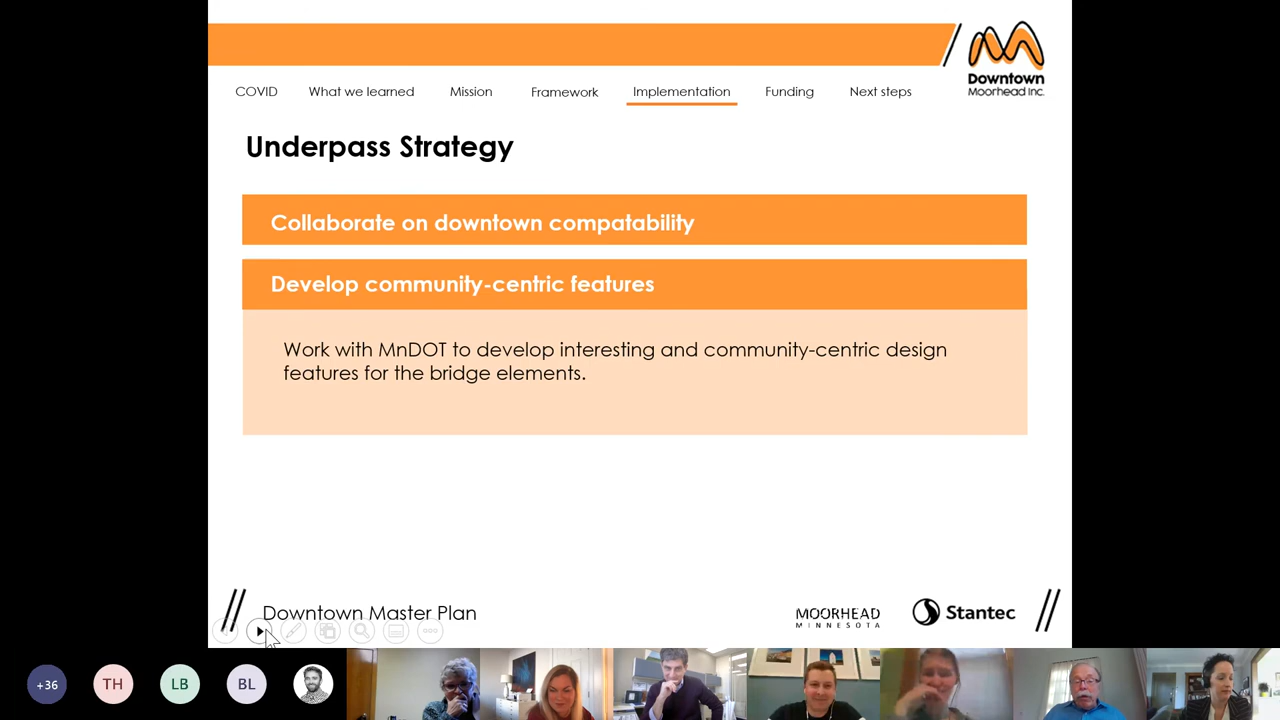 Downtown
Moorhead Inc.
COVID What we learned Mission Framework Implementation Funding Next steps
Underpass Strategy
Collaborate on downtown compatability
Develop community-centric features
Work with MnDOT to develop interesting and community-centric design
features for the bridge elements.
Downtown Master Plan
MOORHEAD
MINNESOTA
Stantec
+36 TH LB BL